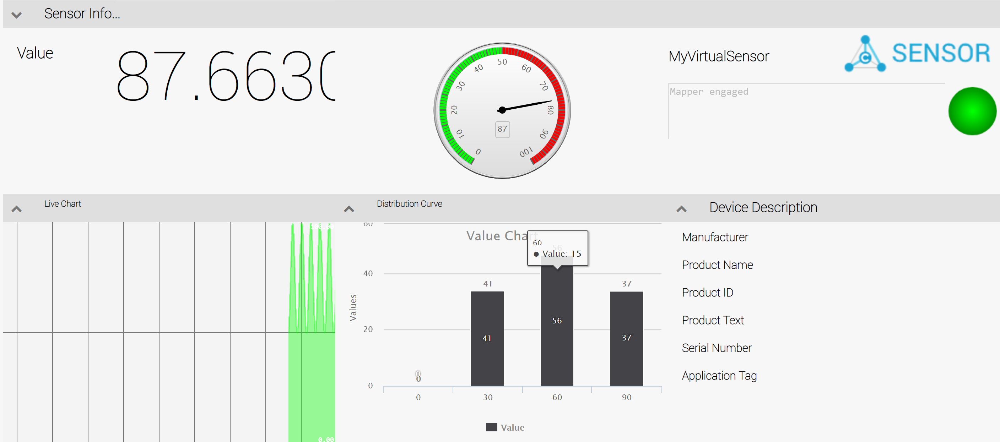 Sensor Info...
Value
87.663
0
10
20
30
40
50
60
70
80
90
100
87
MyVirtualSensor
SENSOR
Mapper engaged
Live Chart
100.00
0.00
Distribution Curve
Value Chart
60
Value: 15
56
60
40
20
0
Values
0
0
41
41
56
37
37
0
30
60
90
Value
Device Description
Manufacturer
Product Name
Product ID
Product Text
Serial Number
Application Tag